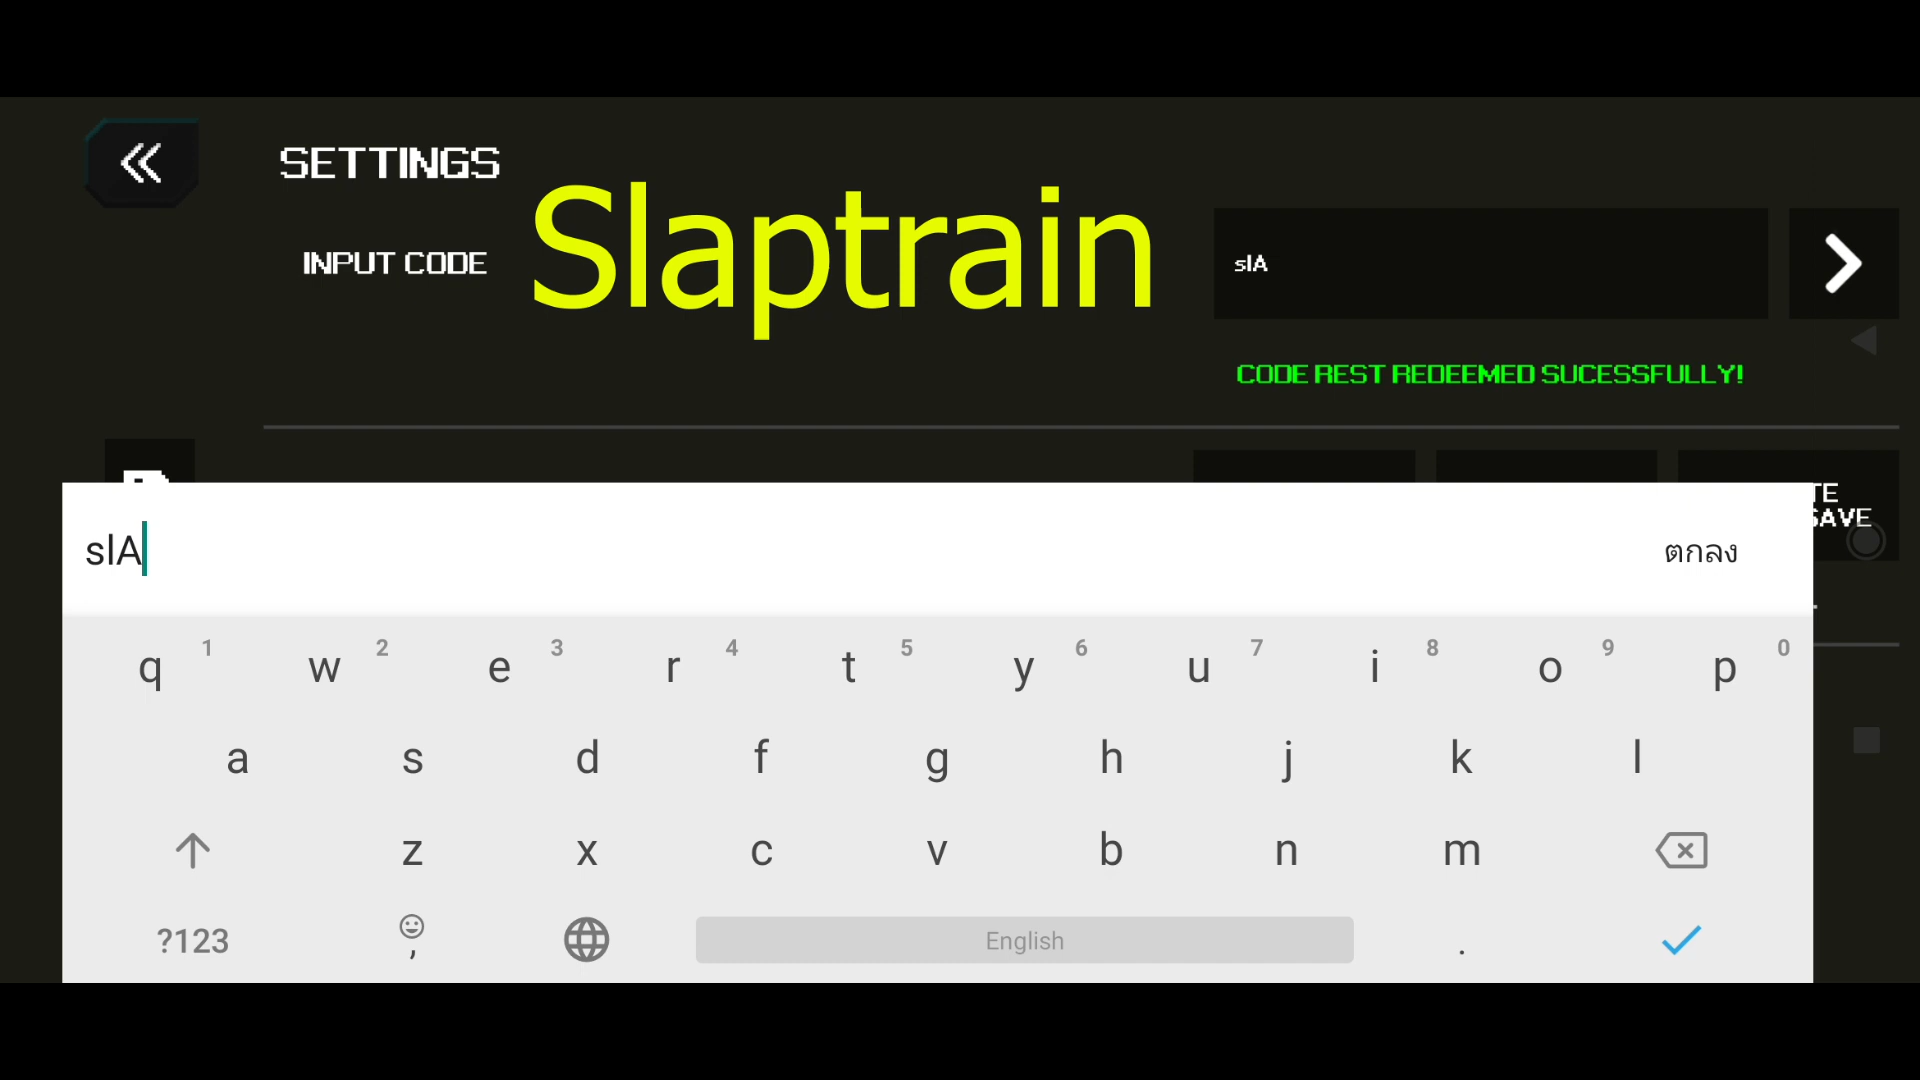 SETTINGS
INPUT CODE
Slaptrain
slA
CODE REST REDEEMED SUCESSFULLY!
TE
SAVE
slA
ตกลง
q 1 w 2 e 3 r 4 t 5 y 6 u 7 i 8 o 9 p 0
a s d f g h j k l
z x c v b n m
?123 , English .